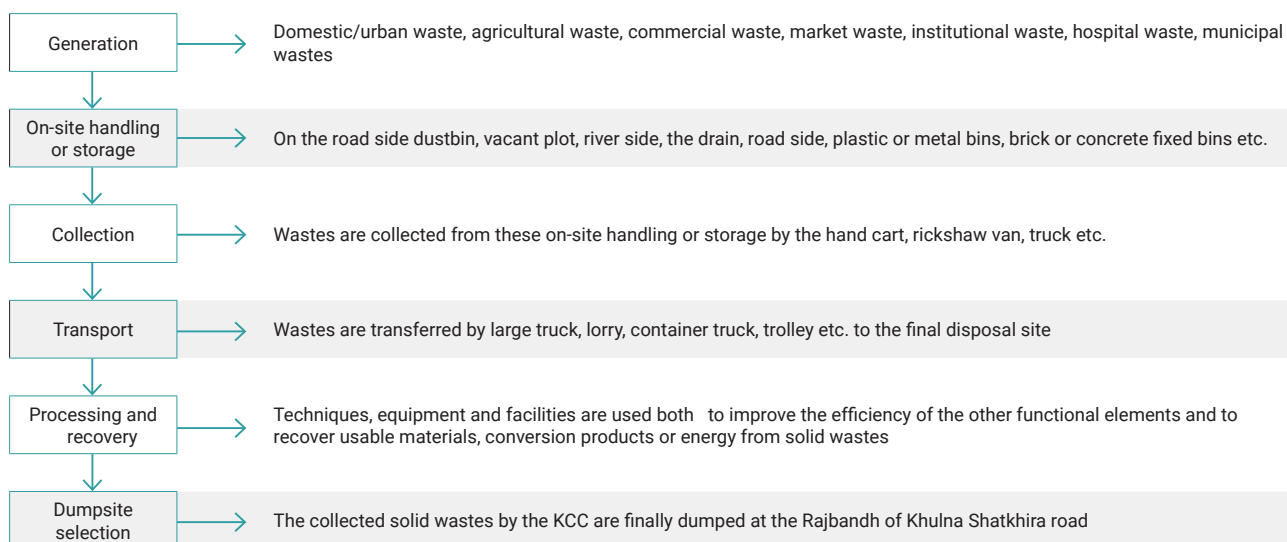 Generation
Domestic/urban waste, agricultural waste, commercial waste, market waste, institutional waste, hospital waste, municipal
wastes
On-site handling
or storage
On the road side dustbin, vacant plot, river side, the drain, road side, plastic or metal bins, brick or concrete fixed bins etc.
Collection
Wastes are collected from these on-site handling or storage by the hand cart, rickshaw van, truck etc.
Transport
Wastes are transferred by large truck, lorry, container truck, trolley etc. to the final disposal site
Processing and
recovery
Techniques, equipment and facilities are used both to improve the efficiency of the other functional elements and to
recover usable materials, conversion products or energy from solid wastes
Dumpsite
selection
The collected solid wastes by the KCC are finally dumped at the Rajbandh of Khulna Shatkhira road